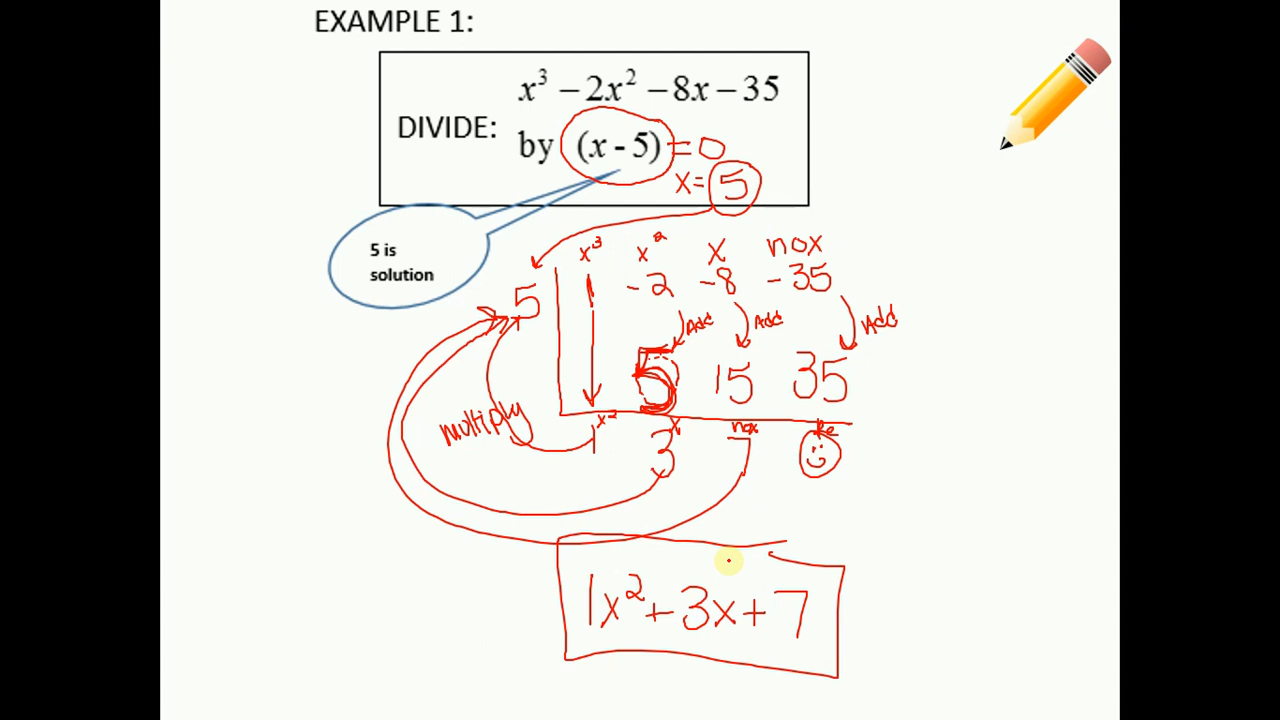 EXAMPLE 1:
x³ − 2x² − 8x − 35
DIVIDE: by (x - 5) = 0
x = 5
5 is
solution
x³ x² x no x
5 1 -2 -8 -35
Add Add Add
5 15 35
multiply
x² x no x Re
1 3 7
1x² + 3x + 7